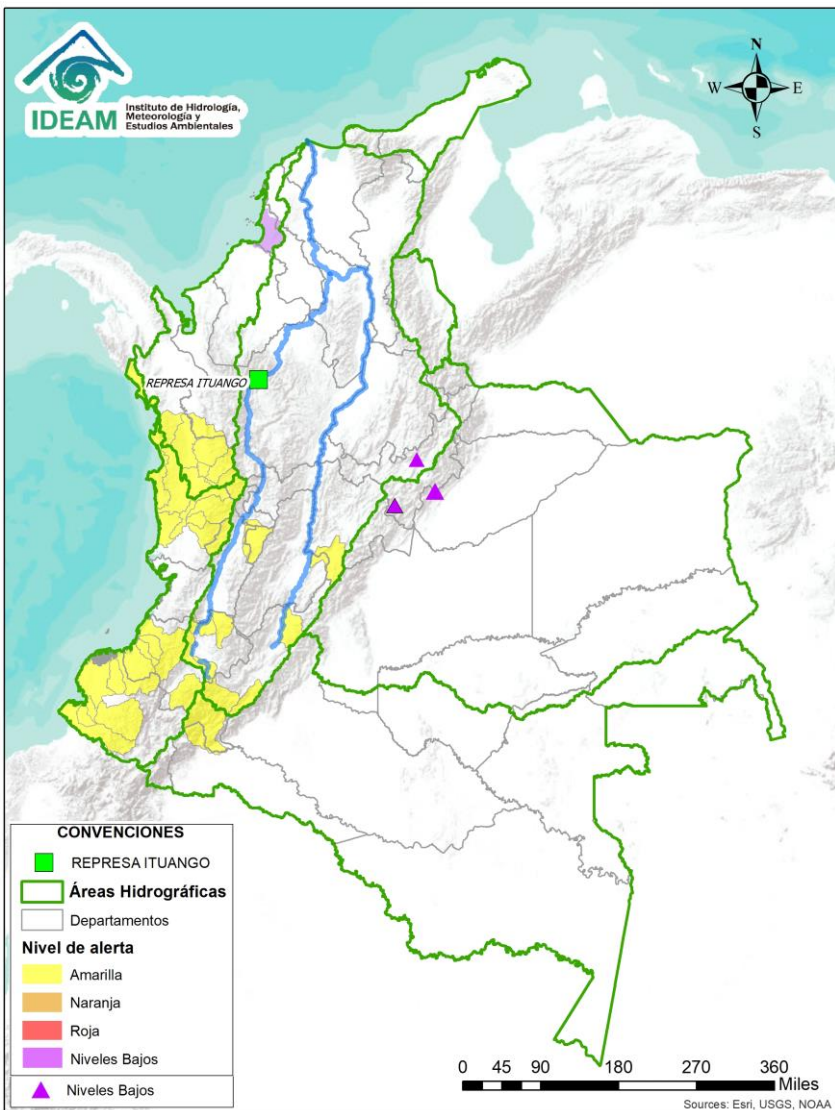 IDEAM
Instituto de Hidrología,
Meteorología y
Estudios Ambientales
N
W
E
S
REPRESA ITUANGO
CONVENCIONES
REPRESA ITUANGO
Áreas Hidrográficas
Departamentos
Nivel de alerta
Amarilla
Naranja
Roja
Niveles Bajos
Niveles Bajos
0 45 90 180 270 360
Miles
Sources: Esri, USGS, NOAA